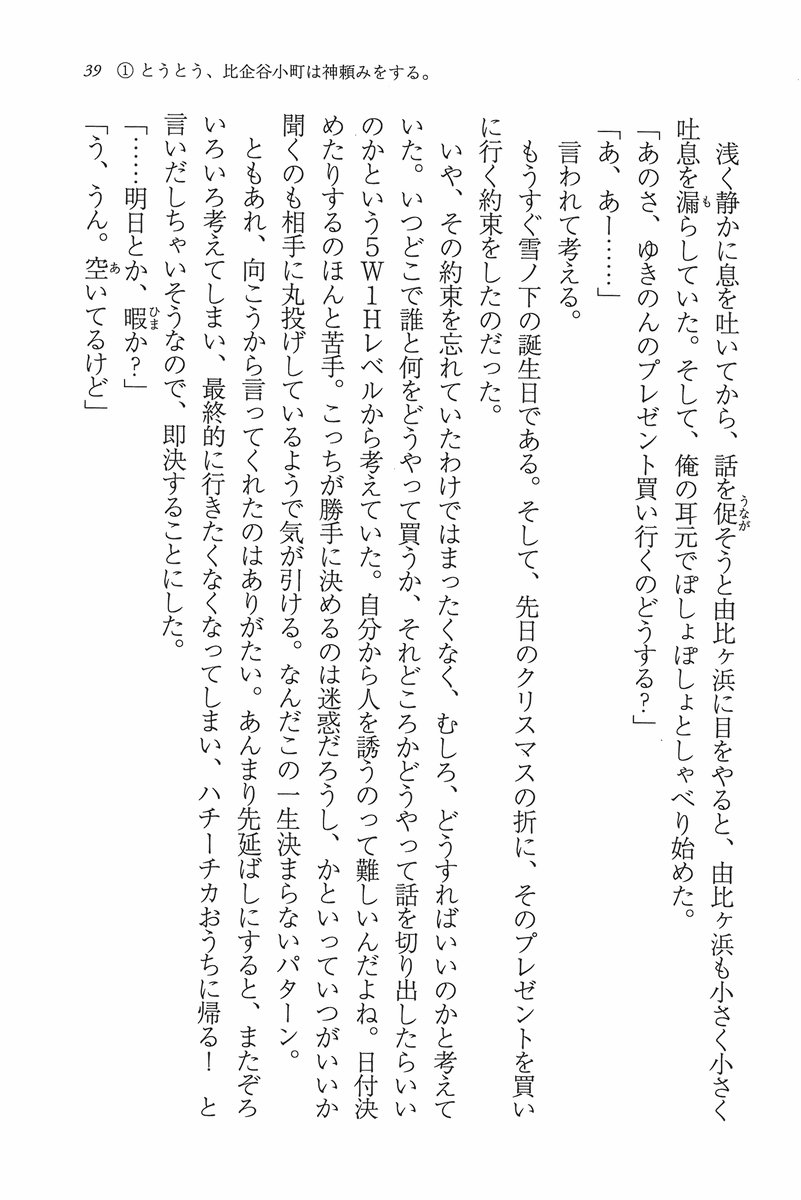 39 ①とうとう、比企谷小町は神頼みをする。
浅く静かに息を吐いてから、話を促そうと由比ヶ浜に目をやると、由比ヶ浜も小さく小さく
吐息を漏らしていた。そして、俺の耳元でぽしょぽしょとしゃべり始めた。
「あのさ、ゆきのんのプレゼント買い行くのどうする？」
「あ、あー……」
言われて考える。
もうすぐ雪ノ下の誕生日である。そして、先日のクリスマスの折に、そのプレゼントを買い
に行く約束をしたのだった。
いや、その約束を忘れていたわけではまったくなく、むしろ、どうすればいいのかと考えて
いた。いつどこで誰と何をどうやって買うか、それどころかどうやって話を切り出したらいい
のかという５Ｗ１Ｈレベルから考えていた。自分から人を誘うのって難しいんだよね。日付決
めたりするのほんと苦手。こっちが勝手に決めるのは迷惑だろうし、かといっていつがいいか
聞くのも相手に丸投げしているようで気が引ける。なんだこの一生決まらないパターン。
ともあれ、向こうから言ってくれたのはありがたい。あんまり先延ばしにすると、またぞろ
いろいろ考えてしまい、最終的に行きたくなくなってしまい、ハチーチカおうちに帰る！　と
言いだしちゃいそうなので、即決することにした。
「……明日とか、暇か？」
「う、うん。空いてるけど」